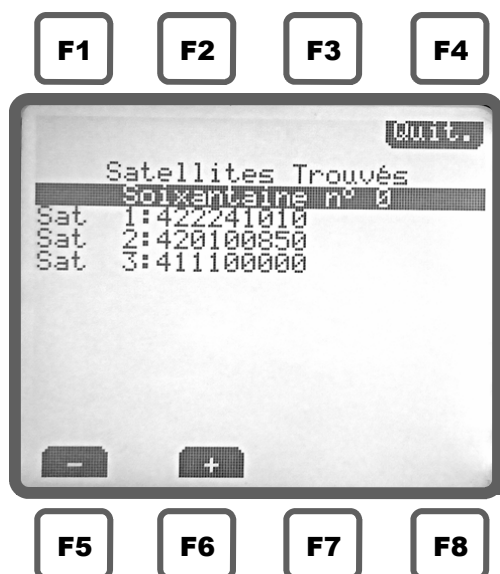 F1 F2 F3 F4
Quit.
Satellites Trouvés
Soixantaine n° 0
Sat 1:422241010
Sat 2:420100850
Sat 3:411100000
- +
F5 F6 F7 F8